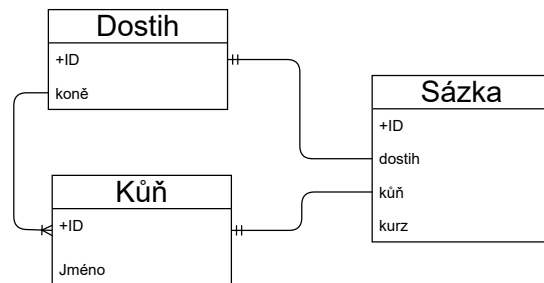 Dostih
+ID
koně
Sázka
+ID
dostih
kůň
kurz
Kůň
+ID
Jméno